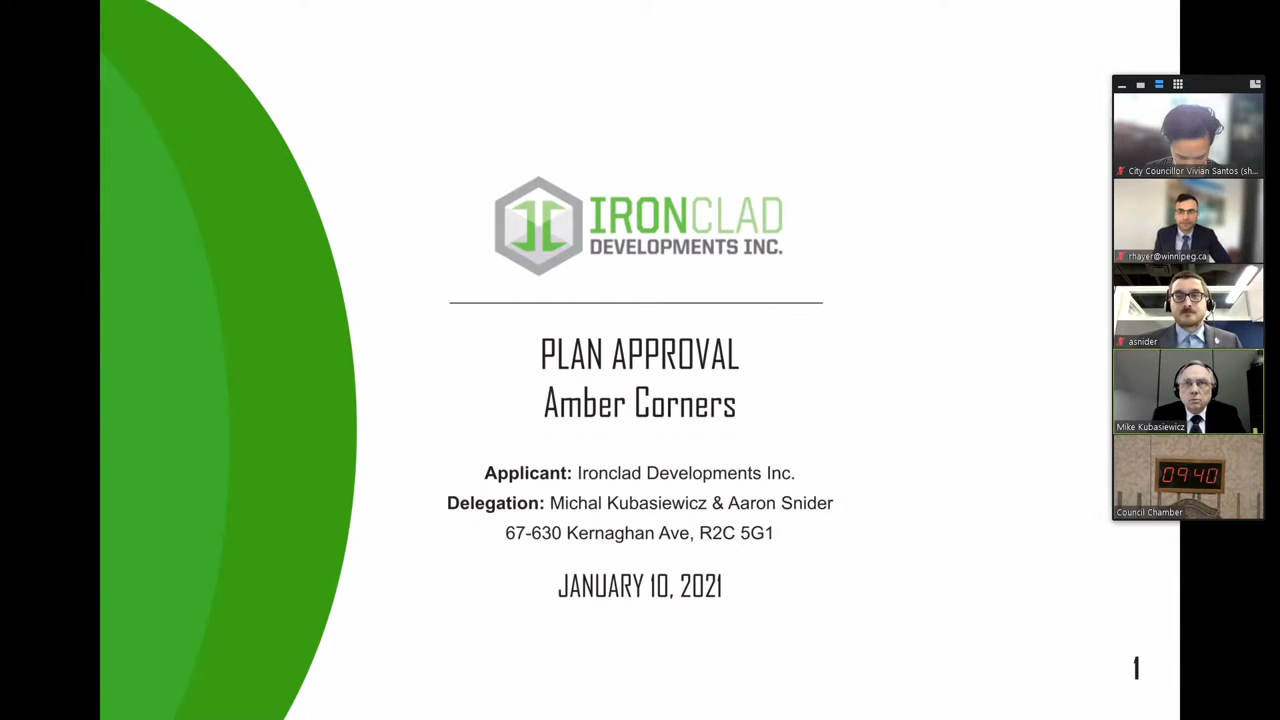 IRONCLAD
DEVELOPMENTS INC.
PLAN APPROVAL
Amber Corners
Applicant: Ironclad Developments Inc.
Delegation: Michal Kubasiewicz & Aaron Snider
67-630 Kernaghan Ave, R2C 5G1
JANUARY 10, 2021
1
City Councillor Vivian Santos (sh...
rhayer@winnipeg.ca
asnider
Mike Kubasiewicz
09:40
Council Chamber